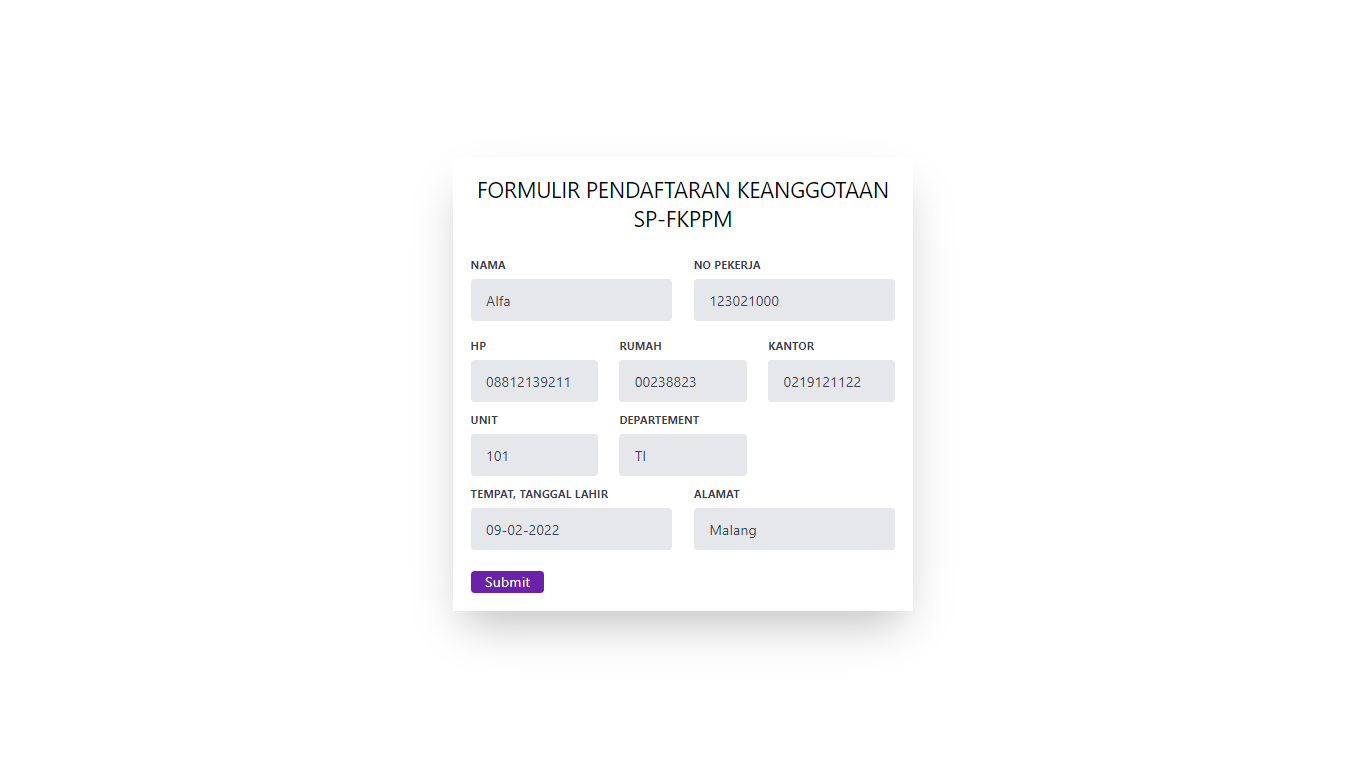 FORMULIR PENDAFTARAN KEANGGOTAAN
SP-FKPPM
NAMA
NO PEKERJA
Alfa
123021000
HP
RUMAH
KANTOR
08812139211
00238823
0219121122
UNIT
DEPARTEMENT
101
TI
TEMPAT, TANGGAL LAHIR
ALAMAT
09-02-2022
Malang
Submit